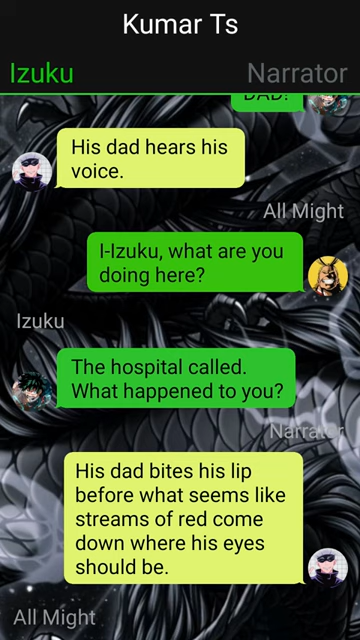 Kumar Ts
Izuku
Narrator
DAD!
His dad hears his
voice.
All Might
I-Izuku, what are you
doing here?
Izuku
The hospital called.
What happened to you?
Narrator
His dad bites his lip
before what seems like
streams of red come
down where his eyes
should be.
All Might